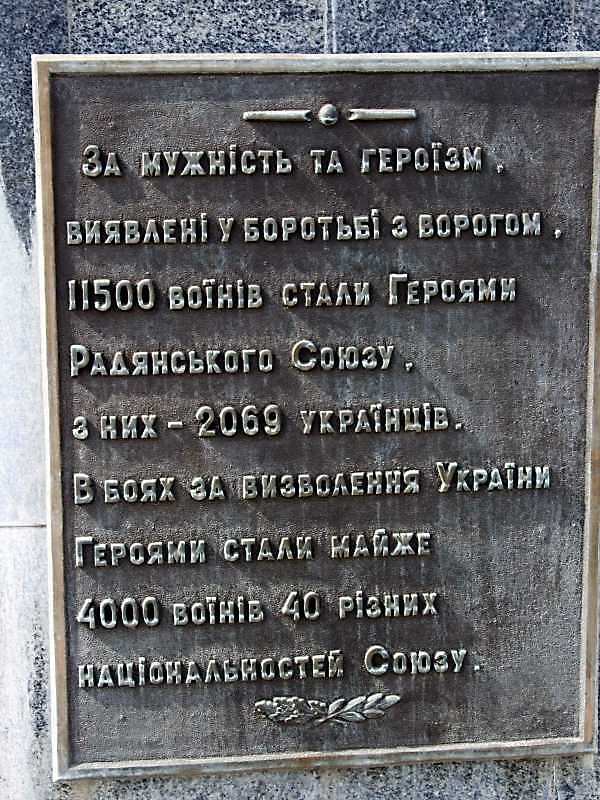 За мужність та героїзм,
виявлені у боротьбі з ворогом,
11500 воїнів стали Героями
Радянського Союзу,
з них – 2069 українців.
В боях за визволення України
Героями стали майже
4000 воїнів 40 різних
національностей Союзу.